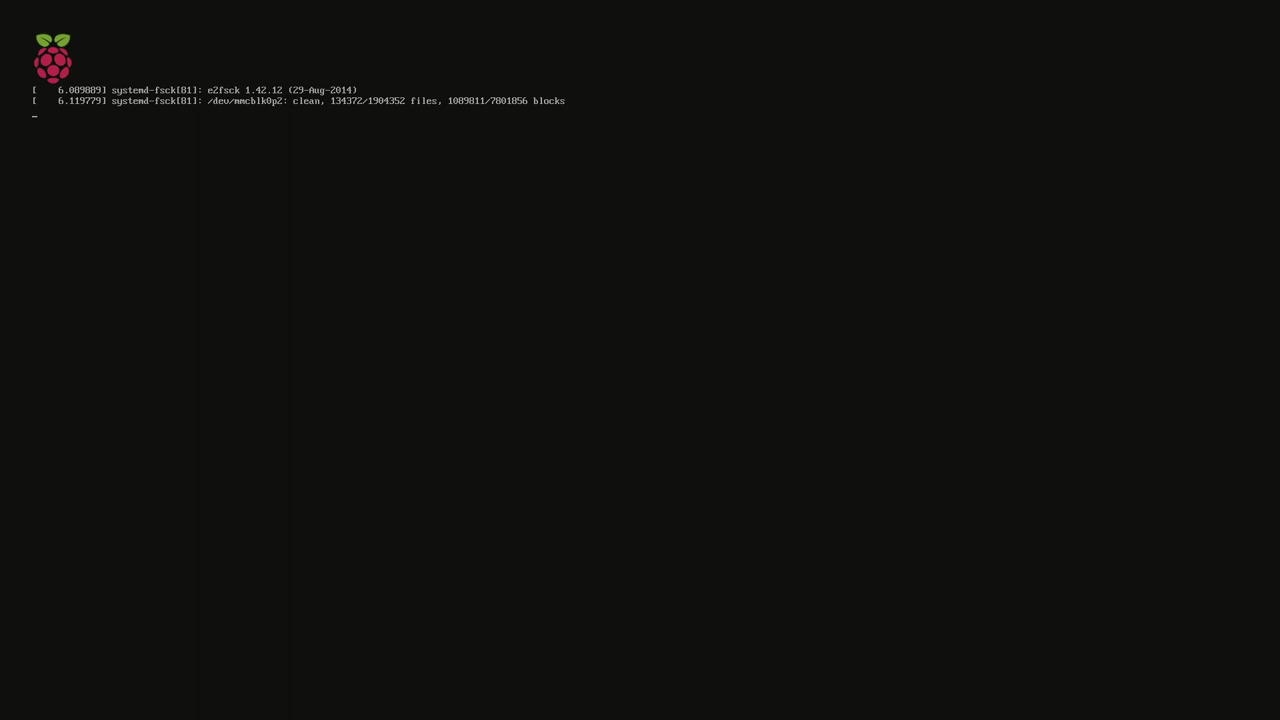 [    6.089889] systemd-fsck[81]: e2fsck 1.42.12 (29-Aug-2014)
[    6.119779] systemd-fsck[81]: /dev/mmcblk0p2: clean, 134372/1904352 files, 1089811/7801856 blocks
_